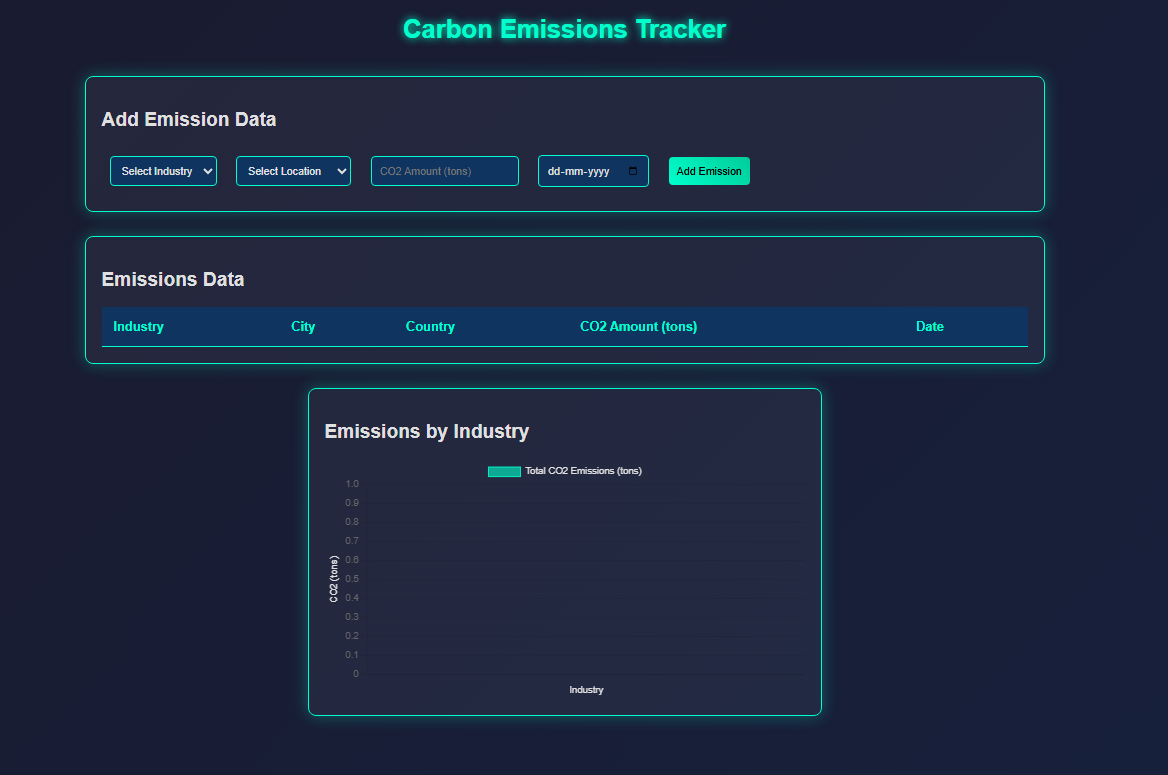 Carbon Emissions Tracker
Add Emission Data
Select Industry Select Location CO2 Amount (tons) dd-mm-yyyy Add Emission
Emissions Data
Industry City Country CO2 Amount (tons) Date
Emissions by Industry
Total CO2 Emissions (tons)
1.0
0.9
0.8
0.7
0.6
0.5
0.4
0.3
0.2
0.1
0
CO2 (tons)
Industry